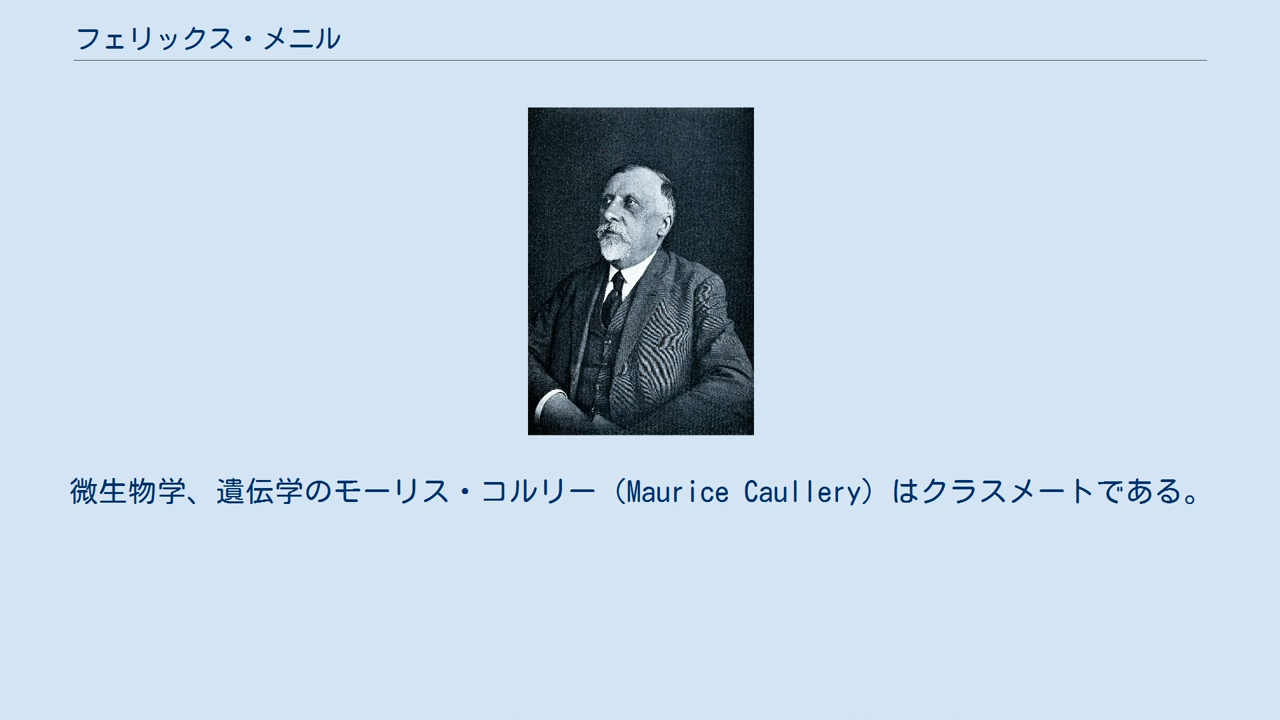 フェリックス・メニル
微生物学、遺伝学のモーリス・コルリー（Maurice Caullery）はクラスメートである。